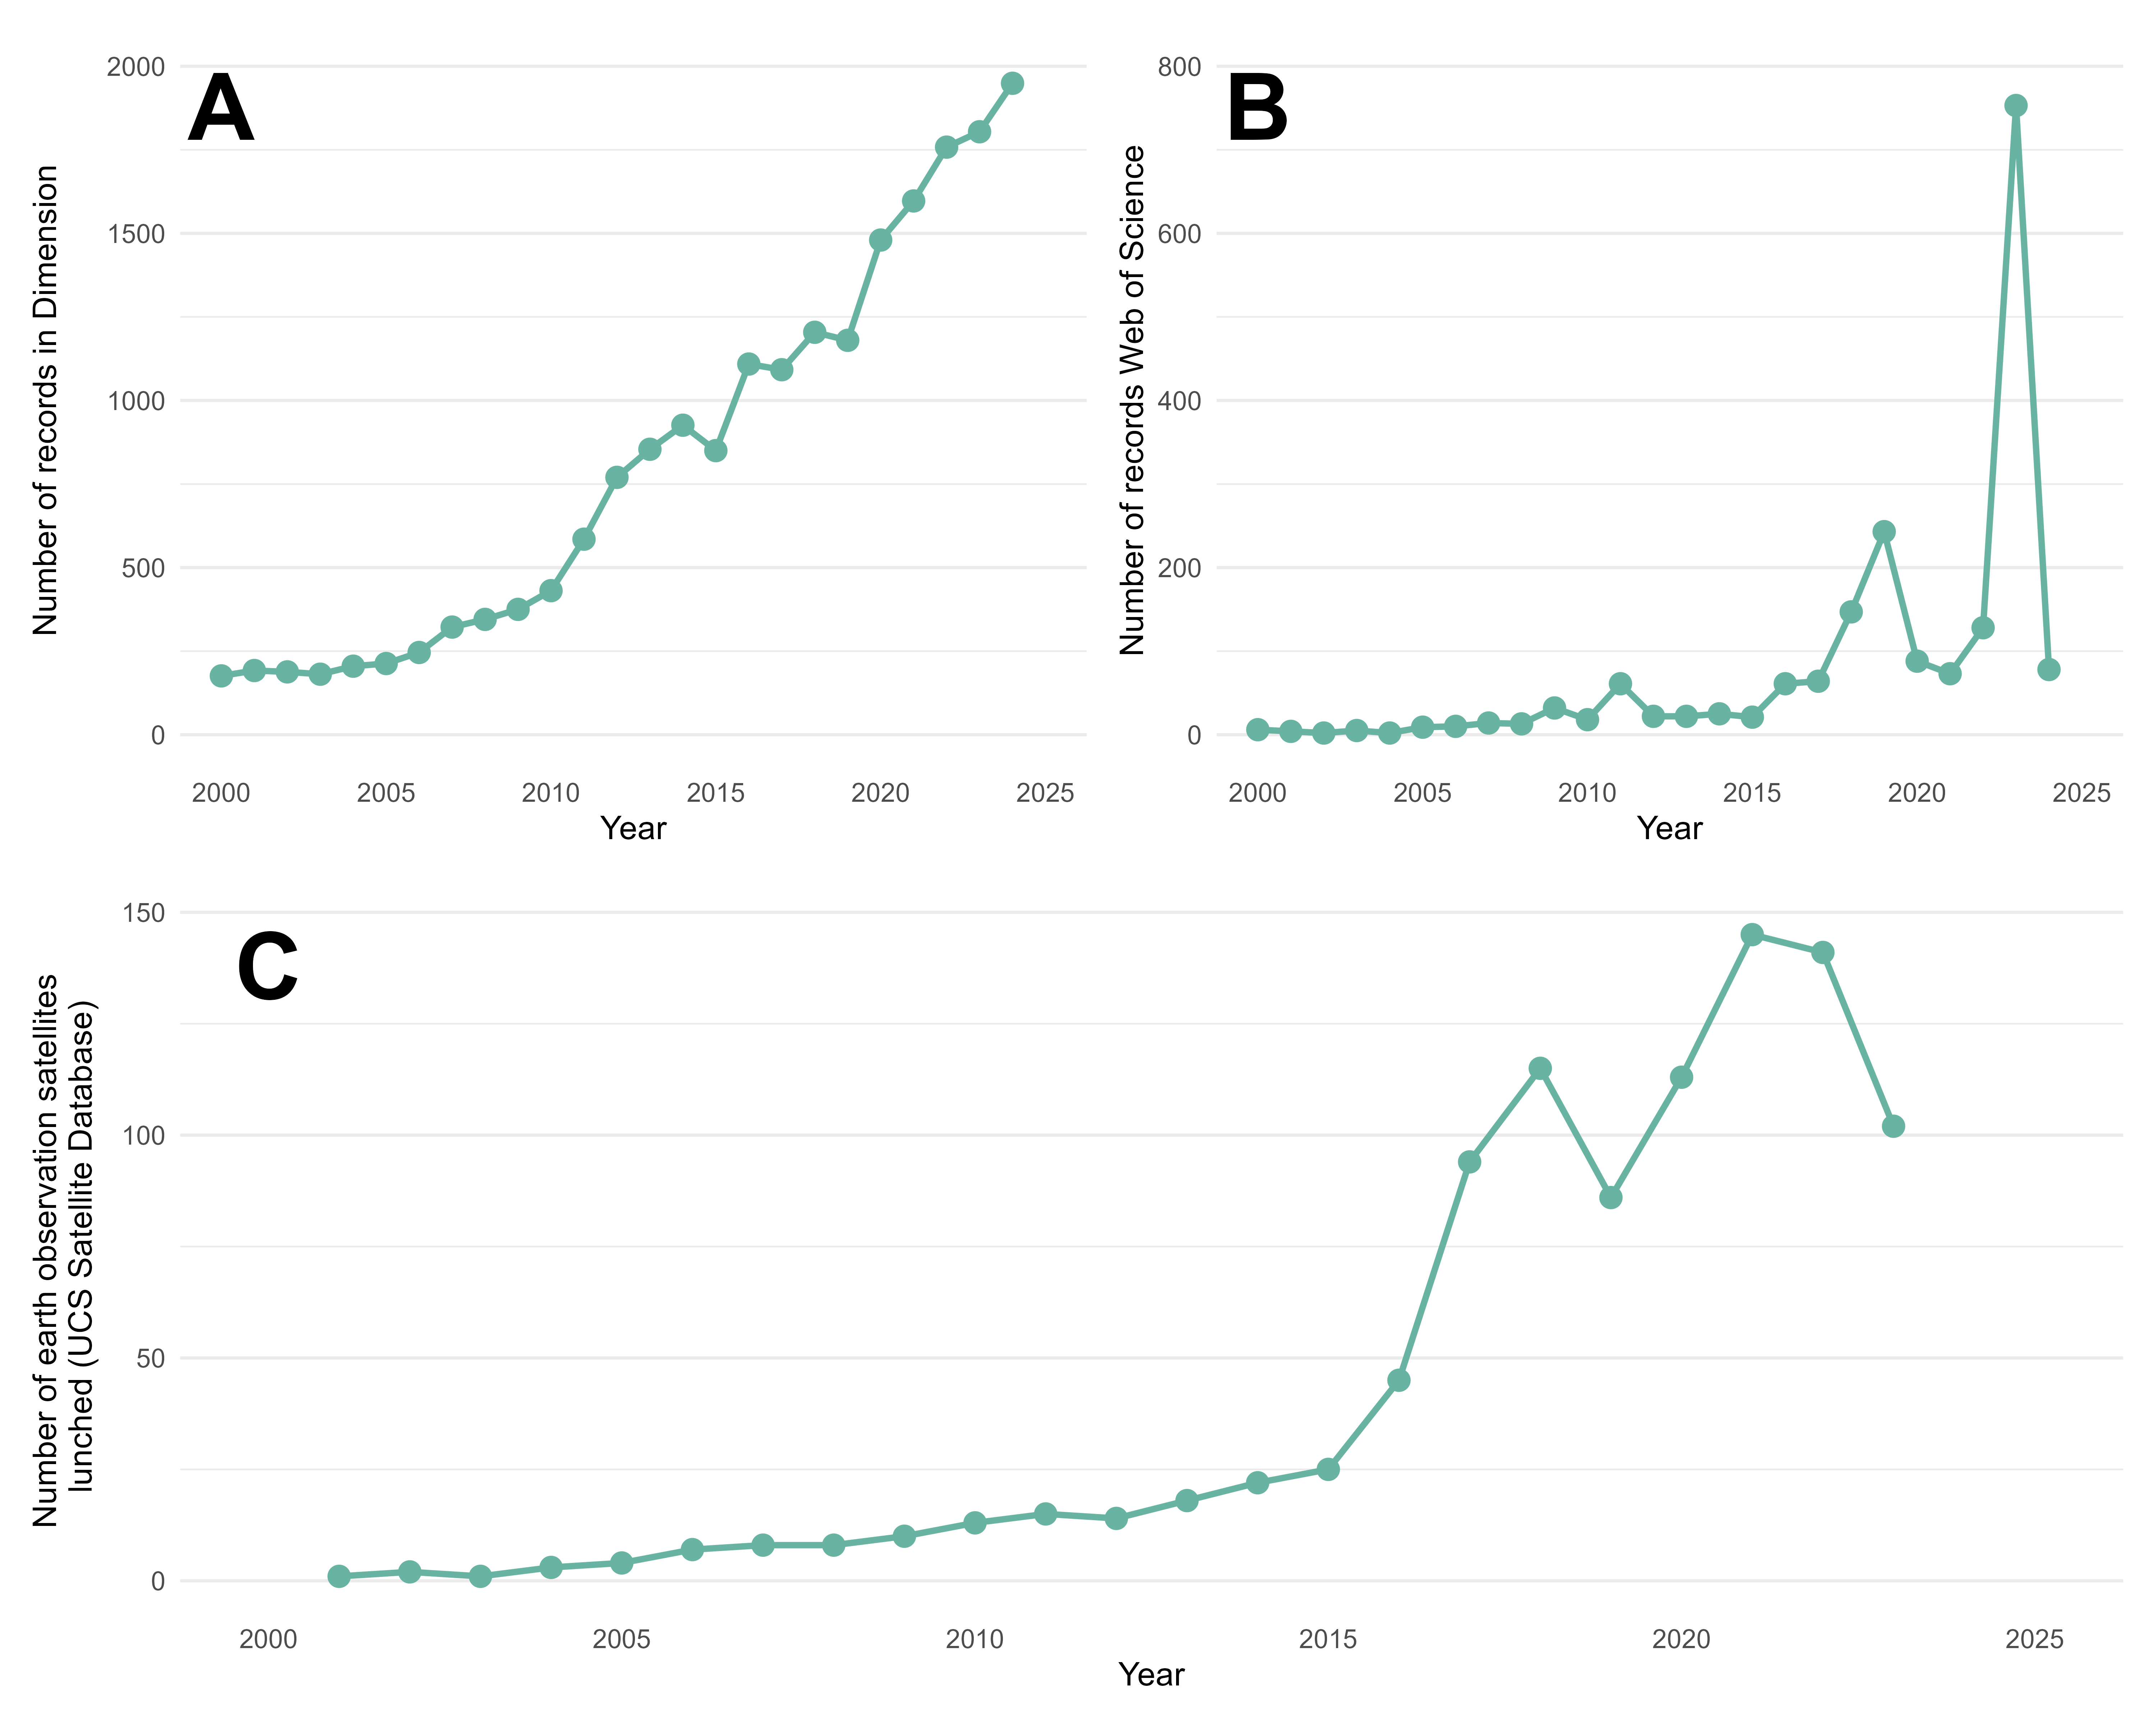 A
Number of records in Dimension
2000
1500
1000
500
0
2000 2005 2010 2015 2020 2025
Year
B
Number of records Web of Science
800
600
400
200
0
2000 2005 2010 2015 2020 2025
Year
C
Number of earth observation satellites
lunched (UCS Satellite Database)
150
100
50
0
2000 2005 2010 2015 2020 2025
Year